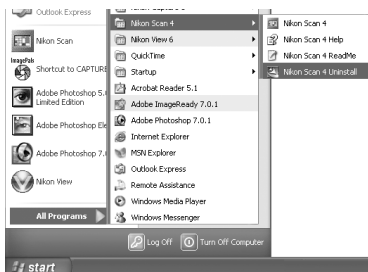 Outlook Express
Nikon Scan
ImagePals
Shortcut to CAPTURE
Adobe Photoshop 5.
Limited Edition
Adobe Photoshop Ele
Adobe Photoshop 7.
Nikon View
All Programs
Nikon Scan 4
Nikon View 6
QuickTime
Startup
Acrobat Reader 5.1
Adobe ImageReady 7.0.1
Adobe Photoshop 7.0.1
Internet Explorer
MSN Explorer
Outlook Express
Remote Assistance
Windows Media Player
Windows Messenger
Nikon Scan 4
Nikon Scan 4 Help
Nikon Scan 4 ReadMe
Nikon Scan 4 Uninstall
Log Off
Turn Off Computer
start